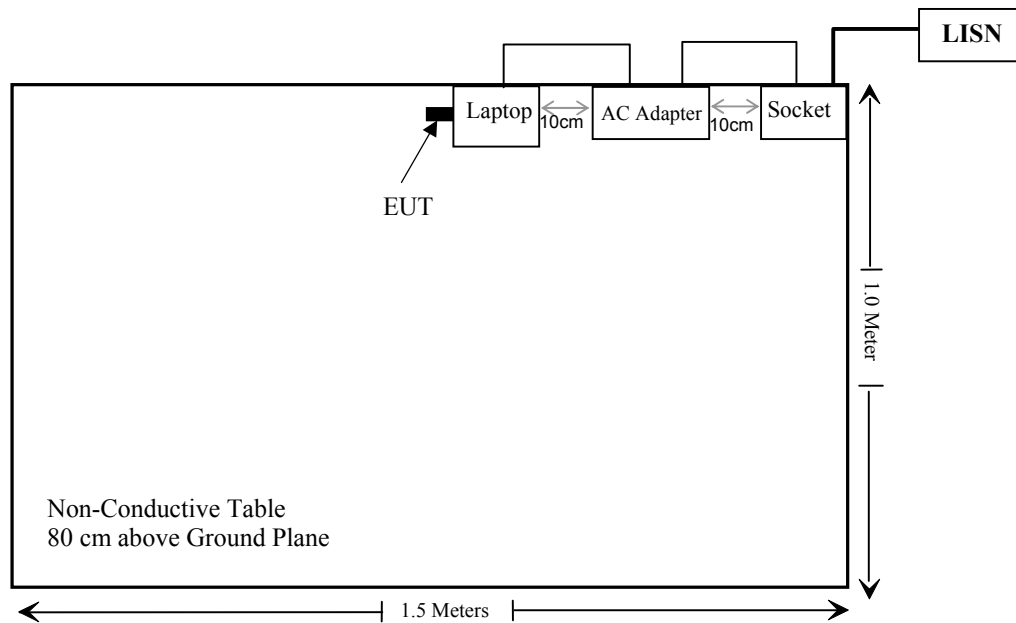 LISN
Laptop
10cm
AC Adapter
10cm
Socket
EUT
1.0 Meter
Non-Conductive Table
80 cm above Ground Plane
1.5 Meters